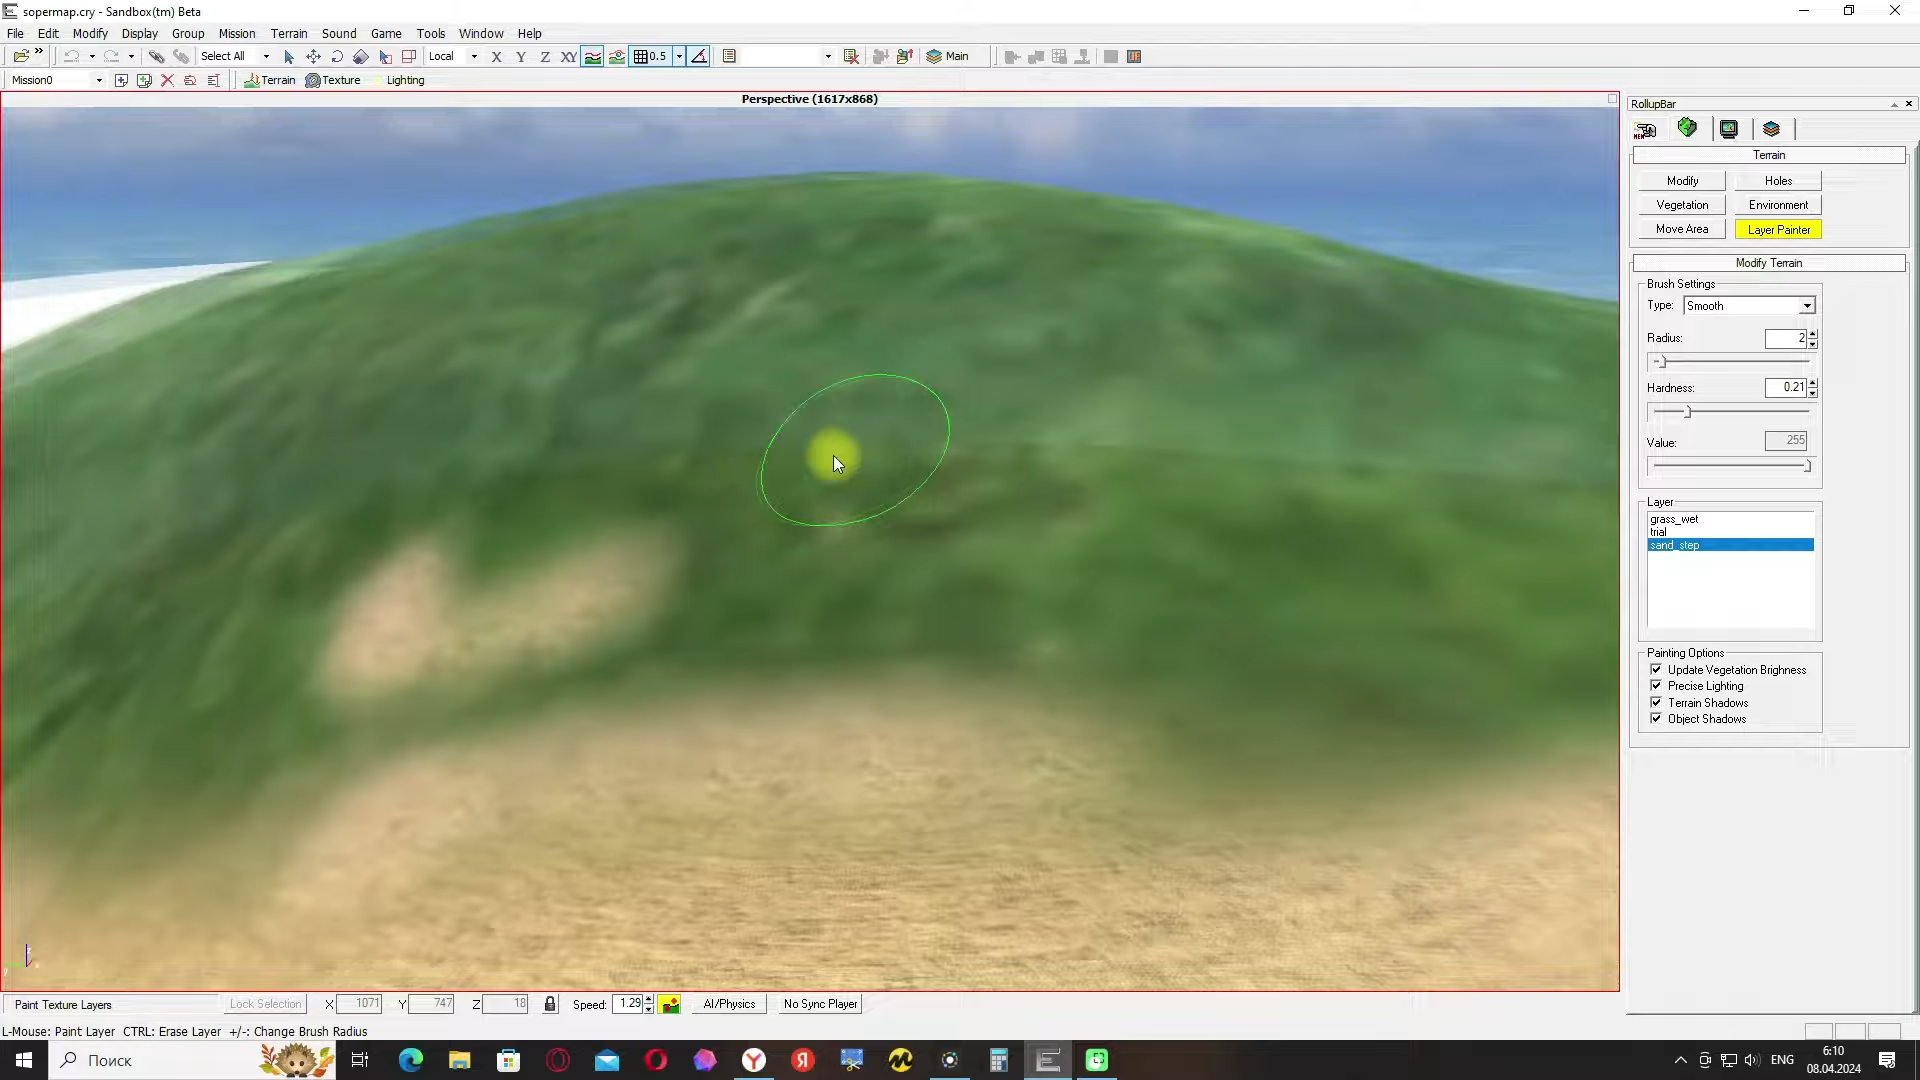 sopermap.cry - Sandbox(tm) Beta
File Edit Modify Display Group Mission Terrain Sound Game Tools Window Help
Select All Local X Y Z XY 0.5 Main
Mission0 Terrain Texture Lighting
Perspective (1617x868)
RollupBar
Terrain
Modify Holes
Vegetation Environment
Move Area Layer Painter
Modify Terrain
Brush Settings
Type: Smooth
Radius: 2
Hardness: 0.21
Value: 255
Layer
grass_wet
trial
sand_step
Painting Options
Update Vegetation Brighness
Precise Lighting
Terrain Shadows
Object Shadows
Paint Texture Layers Lock Selection X 1071 Y 747 Z 18 Speed: 1.29 AI/Physics No Sync Player
L-Mouse: Paint Layer CTRL: Erase Layer +/-: Change Brush Radius
Поиск
ENG
6:10
08.04.2024